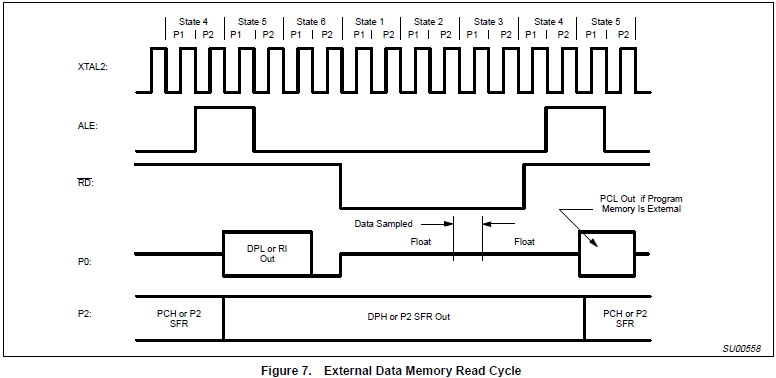 State 4 State 5 State 6 State 1 State 2 State 3 State 4 State 5
P1 P2 P1 P2 P1 P2 P1 P2 P1 P2 P1 P2 P1 P2 P1 P2
XTAL2:
ALE:
RD:
PCL Out if Program
Memory Is External
Data Sampled
Float Float
DPL or RI
Out
P0:
P2:
PCH or P2
SFR
DPH or P2 SFR Out
PCH or P2
SFR
SU00558
Figure 7. External Data Memory Read Cycle